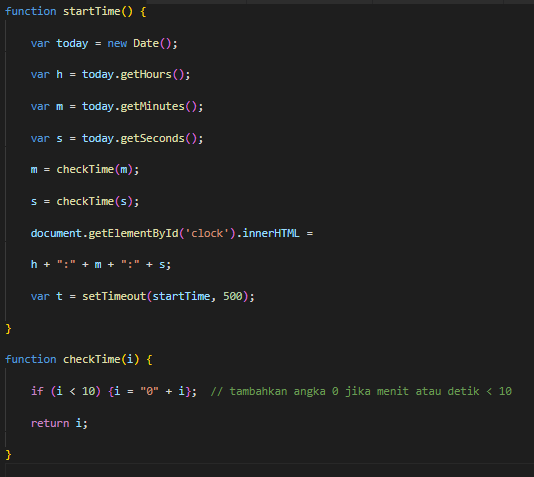 function startTime() {
var today = new Date();
var h = today.getHours();
var m = today.getMinutes();
var s = today.getSeconds();
m = checkTime(m);
s = checkTime(s);
document.getElementById('clock').innerHTML =
h + ":" + m + ":" + s;
var t = setTimeout(startTime, 500);
}
function checkTime(i) {
if (i < 10) {i = "0" + i};  // tambahkan angka 0 jika menit atau detik < 10
return i;
}